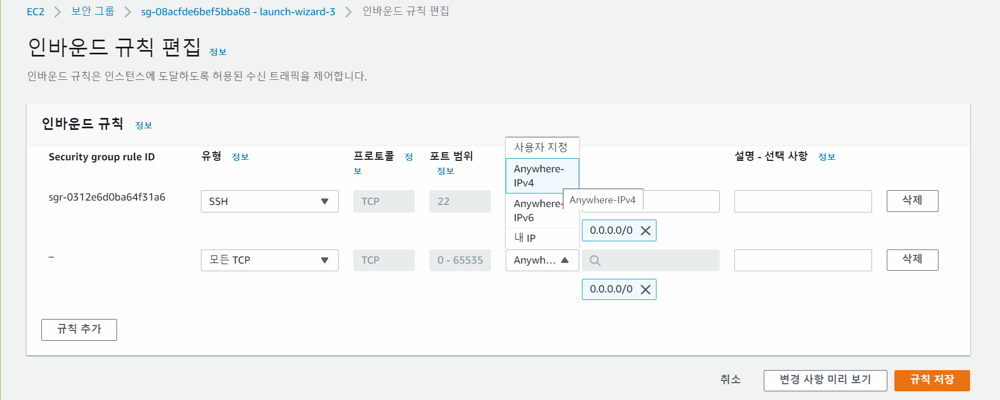 EC2 > 보안 그룹 > sg-08acfde6bef5bba68 - launch-wizard-3 > 인바운드 규칙 편집
인바운드 규칙 편집 정보
인바운드 규칙은 인스턴스에 도달하도록 허용된 수신 트래픽을 제어합니다.
인바운드 규칙 정보
Security group rule ID
유형 정보
프로토콜 정
보
포트 범위
정보
사용자 지정
Anywhere-
IPv4
Anywhere-
IPv6
내 IP
Anywhere-IPv4
설명 - 선택 사항 정보
sgr-0312e6d0ba64f31a6
SSH
TCP
22
삭제
0.0.0.0/0
–
모든 TCP
TCP
0 - 65535
Anywh...
삭제
0.0.0.0/0
규칙 추가
취소
변경 사항 미리 보기
규칙 저장